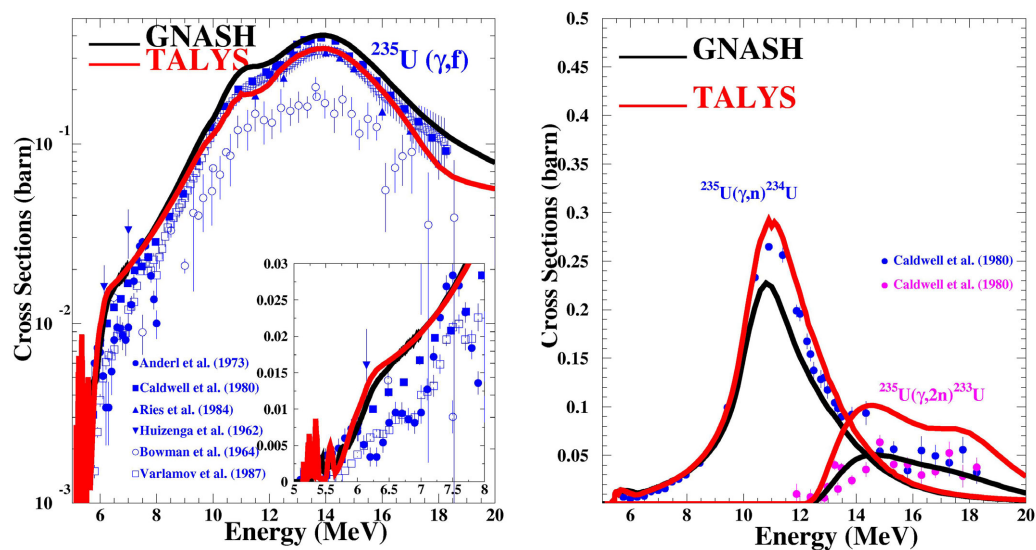 GNASH
TALYS
235U (γ,f)
Cross Sections (barn)
10-1
10-2
10-3
Anderl et al. (1973)
Caldwell et al. (1980)
Ries et al. (1984)
Huizenga et al. (1962)
Bowman et al. (1964)
Varlamov et al. (1987)
0.03
0.025
0.02
0.015
0.01
0.005
0
5 5.5 6 6.5 7 7.5 8
6 8 10 12 14 16 18 20
Energy (MeV)
GNASH
TALYS
Cross Sections (barn)
0.5
0.45
0.4
0.35
0.3
0.25
0.2
0.15
0.1
0.05
235U(γ,n)234U
Caldwell et al. (1980)
Caldwell et al. (1980)
235U(γ,2n)233U
6 8 10 12 14 16 18 20
Energy (MeV)